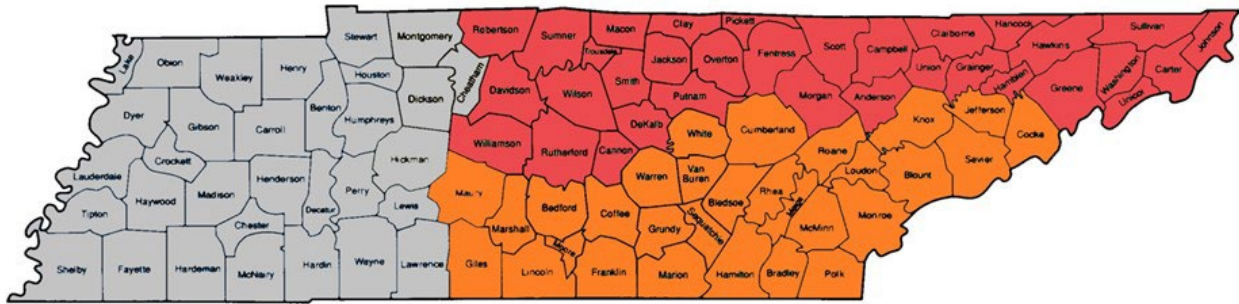 Lake
Obion
Weakley
Henry
Stewart
Montgomery
Houston
Robertson
Sumner
Macon
Trousdale
Clay
Pickett
Jackson
Overton
Fentress
Scott
Campbell
Claiborne
Hancock
Hawkins
Sullivan
Johnson
Union
Grainger
Hamblen
Greene
Washington
Carter
Unicoi
Dyer
Gibson
Carroll
Benton
Humphreys
Dickson
Cheatham
Davidson
Wilson
Smith
Putnam
DeKalb
White
Cumberland
Morgan
Anderson
Knox
Jefferson
Cocke
Sevier
Lauderdale
Crockett
Madison
Henderson
Decatur
Perry
Hickman
Lewis
Williamson
Rutherford
Cannon
Warren
Van
Buren
Bledsoe
Rhea
Meigs
Roane
Loudon
Blount
Monroe
McMinn
Tipton
Haywood
Chester
Maury
Marshall
Bedford
Coffee
Grundy
Sequatchie
Moore
Shelby
Fayette
Hardeman
McNairy
Hardin
Wayne
Lawrence
Giles
Lincoln
Franklin
Marion
Hamilton
Bradley
Polk